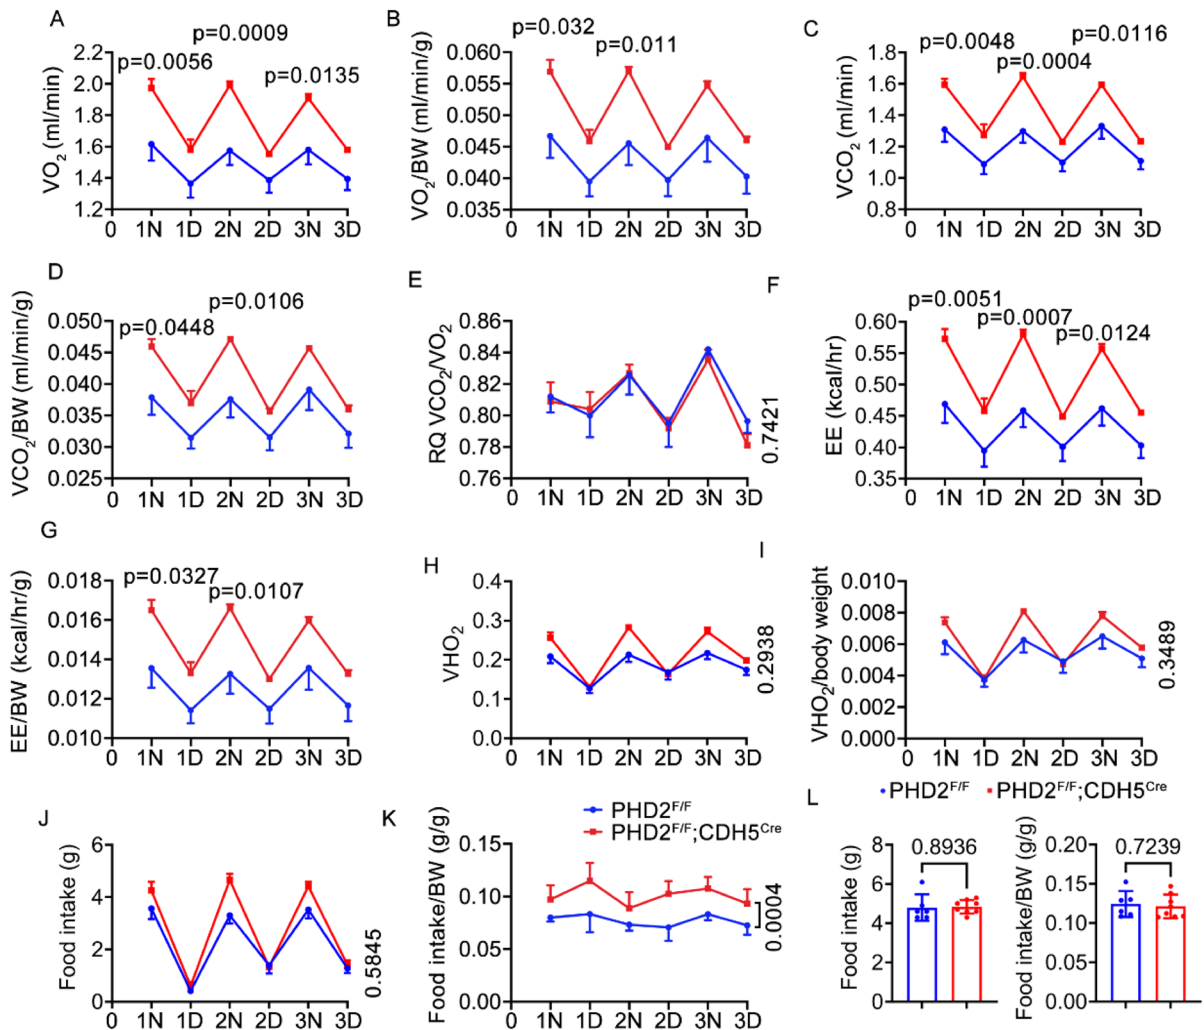 A
p=0.0009
p=0.0056
p=0.0135
VO₂ (ml/min)
2.2
2.0
1.8
1.6
1.4
1.2
0 1N 1D 2N 2D 3N 3D
B
p=0.032
p=0.011
VO₂/BW (ml/min/g)
0.060
0.055
0.050
0.045
0.040
0.035
0 1N 1D 2N 2D 3N 3D
C
p=0.0116
p=0.0048
p=0.0004
VCO₂ (ml/min)
1.8
1.6
1.4
1.2
1.0
0.8
0 1N 1D 2N 2D 3N 3D
D
p=0.0106
p=0.0448
VCO₂/BW (ml/min/g)
0.050
0.045
0.040
0.035
0.030
0.025
0 1N 1D 2N 2D 3N 3D
E
RQ VCO₂/VO₂
0.86
0.84
0.82
0.80
0.78
0.76
0 1N 1D 2N 2D 3N 3D
0.7421
F
p=0.0051
p=0.0007
p=0.0124
EE (kcal/hr)
0.60
0.55
0.50
0.45
0.40
0.35
0 1N 1D 2N 2D 3N 3D
G
p=0.0327
p=0.0107
EE/BW (kcal/hr/g)
0.018
0.016
0.014
0.012
0.010
0 1N 1D 2N 2D 3N 3D
H
VHO₂
0.4
0.3
0.2
0.1
0.0
0 1N 1D 2N 2D 3N 3D
0.2938
I
VHO₂/body weight
0.010
0.008
0.006
0.004
0.002
0.000
0 1N 1D 2N 2D 3N 3D
0.3489
J
Food intake (g)
6
4
2
0
0 1N 1D 2N 2D 3N 3D
0.5845
K
PHD2F/F
PHD2F/F;CDH5Cre
Food intake/BW (g/g)
0.15
0.10
0.05
0.00
0 1N 1D 2N 2D 3N 3D
0.0004
L
PHD2F/F PHD2F/F;CDH5Cre
0.8936
Food intake (g)
8
6
4
2
0
0.7239
Food intake/BW (g/g)
0.20
0.15
0.10
0.05
0.00